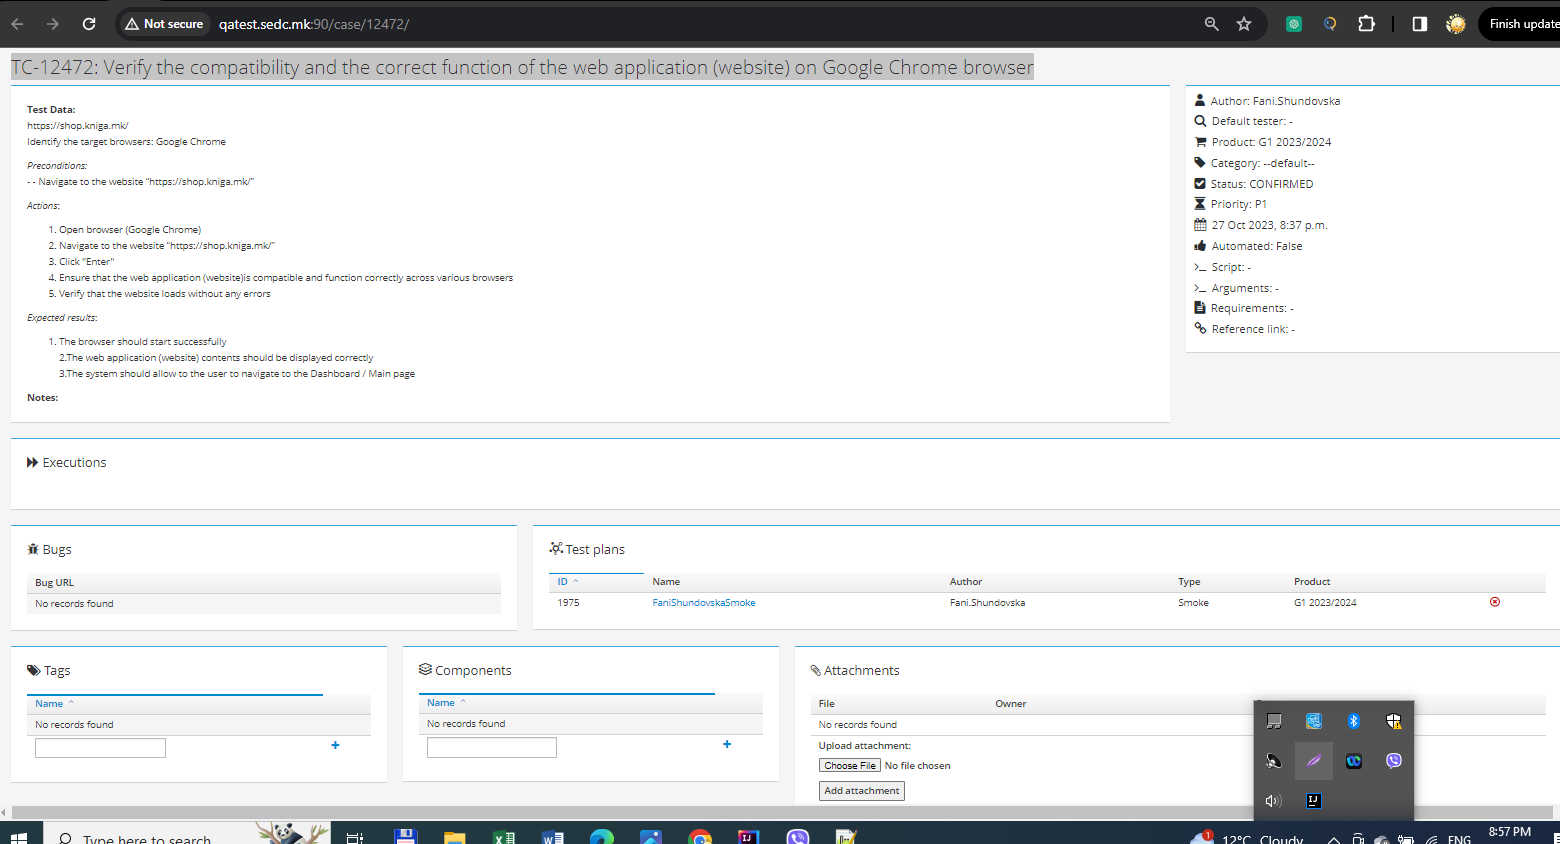 Not secure
qatest.sedc.mk:90/case/12472/
Finish update
TC-12472: Verify the compatibility and the correct function of the web application (website) on Google Chrome browser
Test Data:
https://shop.kniga.mk/
Identify the target browsers: Google Chrome
Preconditions:
- - Navigate to the website "https://shop.kniga.mk/"
Actions:
1. Open browser (Google Chrome)
2. Navigate to the website "https://shop.kniga.mk/"
3. Click "Enter"
4. Ensure that the web application (website)is compatible and function correctly across various browsers
5. Verify that the website loads without any errors
Expected results:
1. The browser should start successfully
2.The web application (website) contents should be displayed correctly
3.The system should allow to the user to navigate to the Dashboard / Main page
Notes:
Author: Fani.Shundovska
Default tester: -
Product: G1 2023/2024
Category: --default--
Status: CONFIRMED
Priority: P1
27 Oct 2023, 8:37 p.m.
Automated: False
Script: -
Arguments: -
Requirements: -
Reference link: -
Executions
Bugs
Bug URL
No records found
Test plans
ID Name Author Type Product
1975 FaniShundovskaSmoke Fani.Shundovska Smoke G1 2023/2024
Tags
Name
No records found
Components
Name
No records found
Attachments
File Owner
No records found
Upload attachment:
Choose File No file chosen
Add attachment
IJ
Type here to search
IJ
1
12°C Cloudy
ENG
8:57 PM